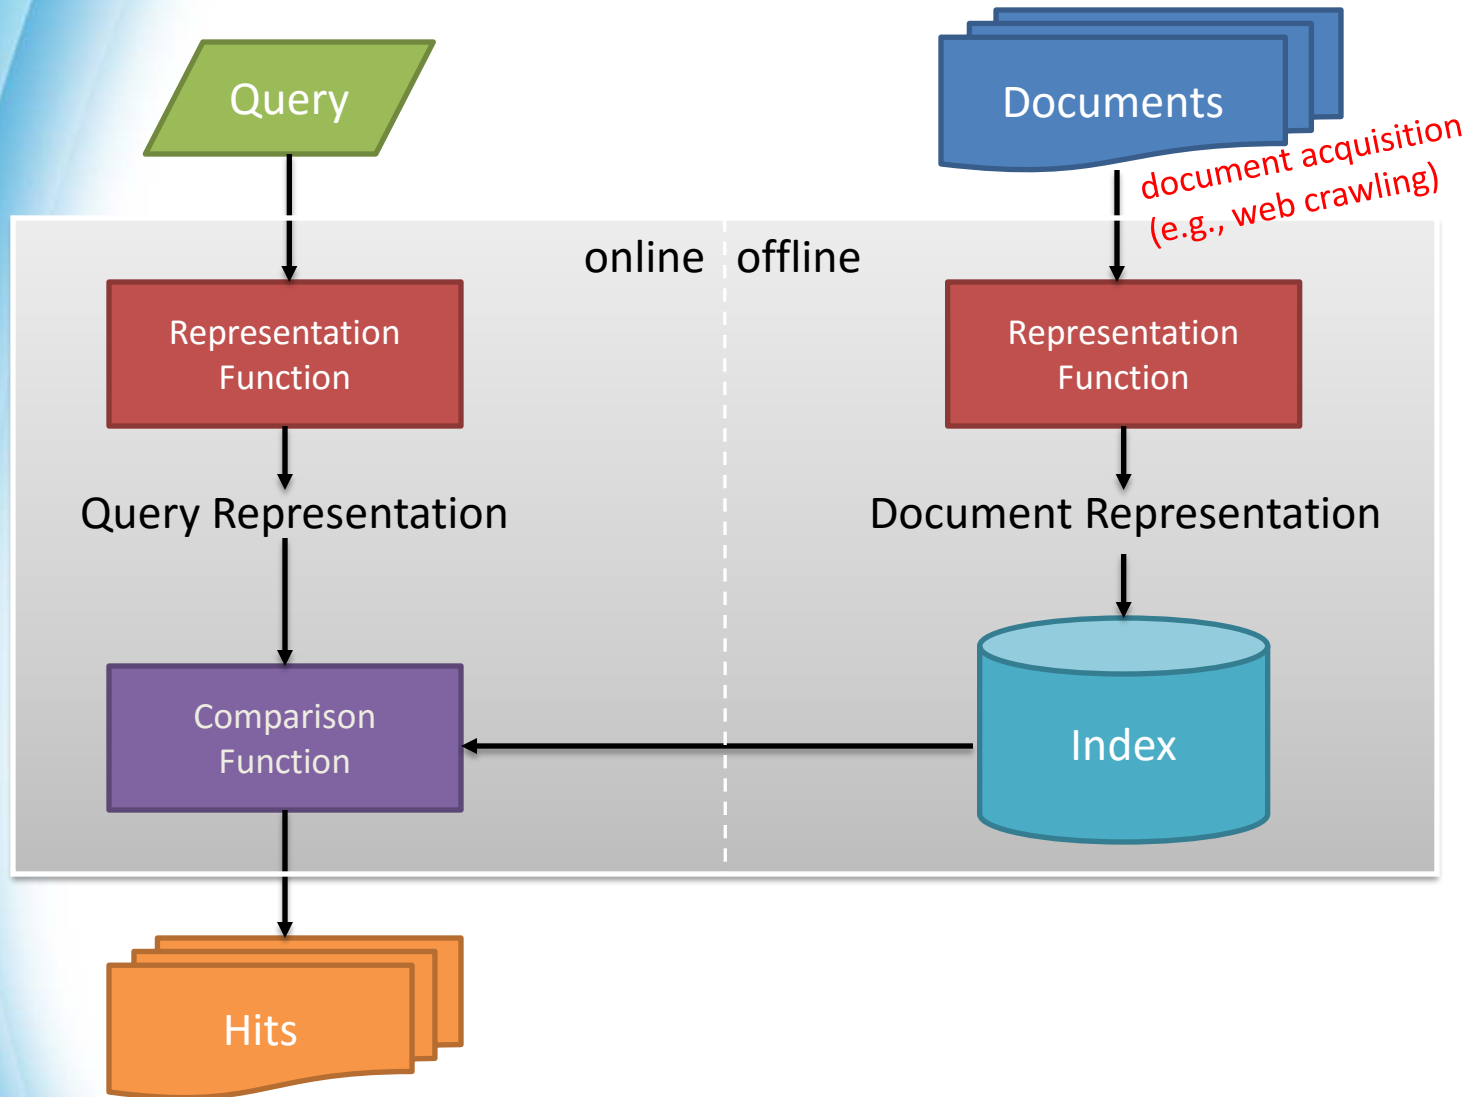 Query
Documents
document acquisition
(e.g., web crawling)
online
offline
Representation
Function
Representation
Function
Query Representation
Document Representation
Comparison
Function
Index
Hits